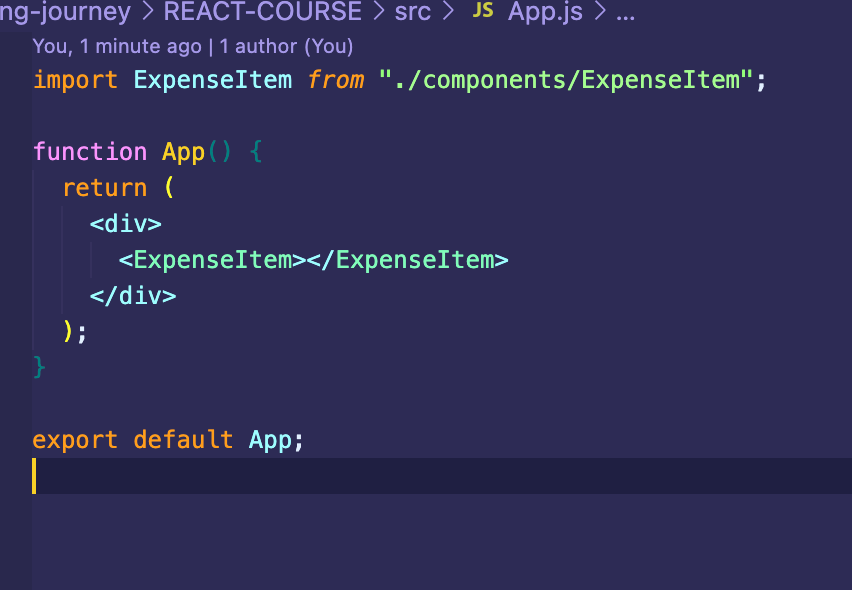 ng-journey > REACT-COURSE > src > JS App.js > ...
You, 1 minute ago | 1 author (You)
import ExpenseItem from "./components/ExpenseItem";
function App() {
return (
<div>
<ExpenseItem></ExpenseItem>
</div>
);
}
export default App;